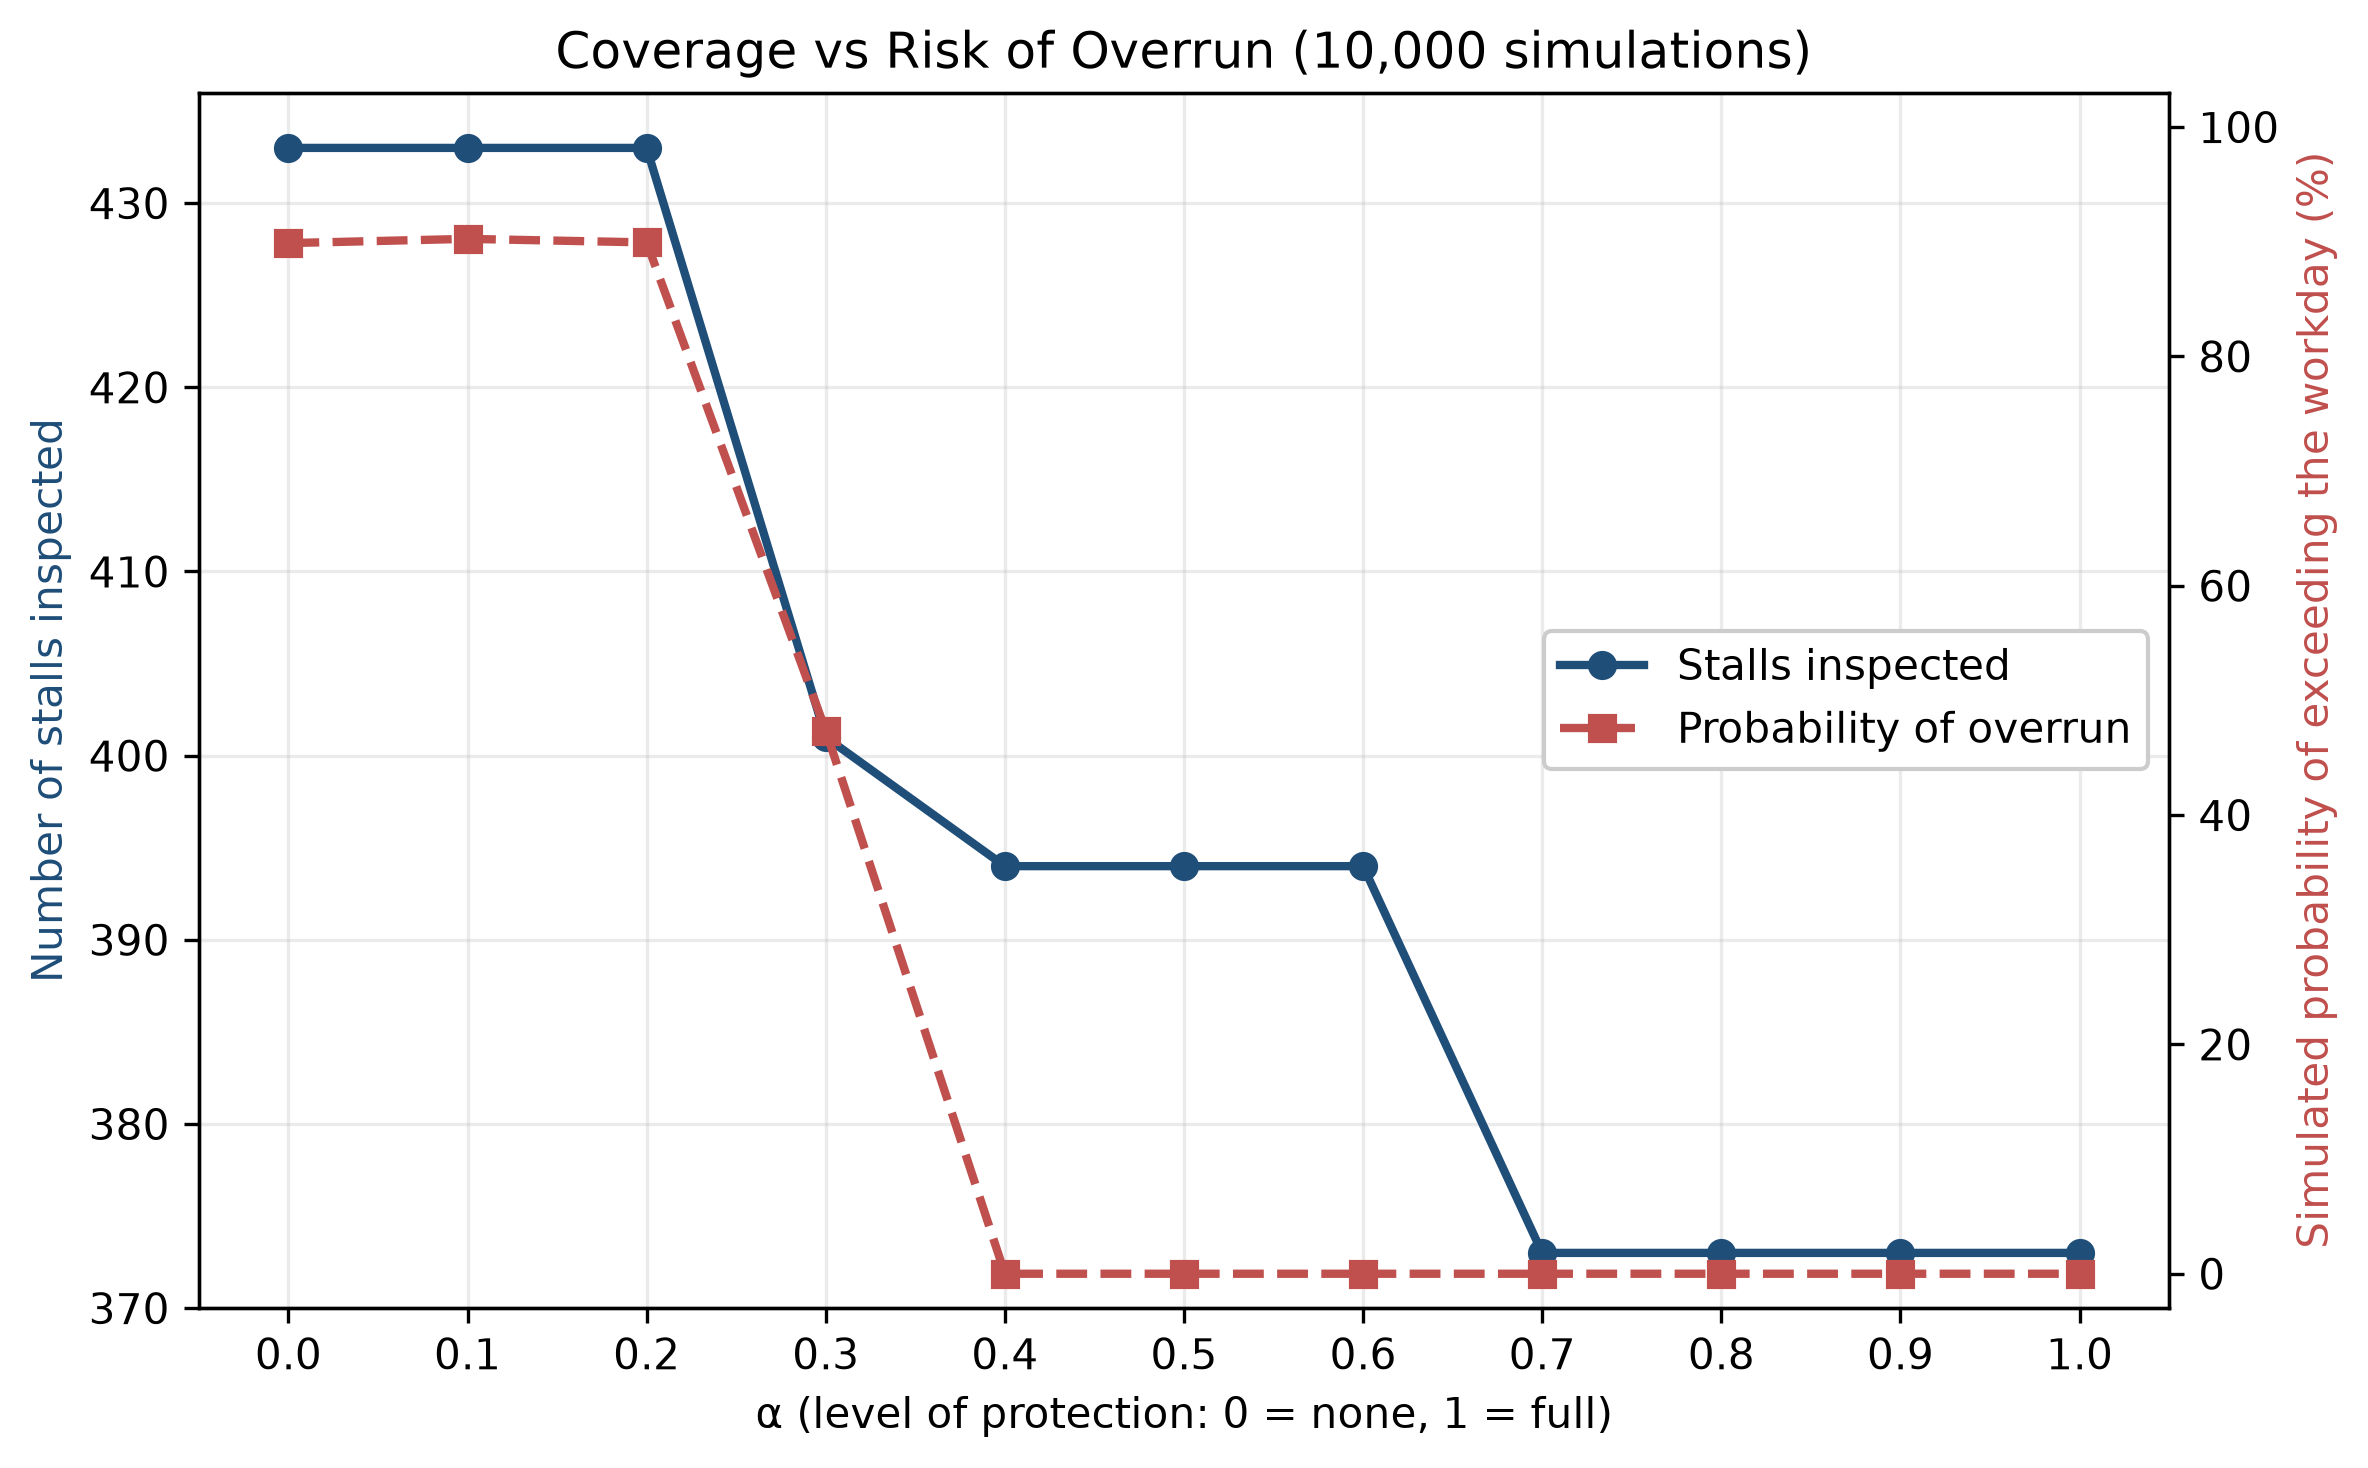 Coverage vs Risk of Overrun (10,000 simulations)
Number of stalls inspected
430
420
410
400
390
380
370
100
80
60
40
20
0
Simulated probability of exceeding the workday (%)
Stalls inspected
Probability of overrun
0.0 0.1 0.2 0.3 0.4 0.5 0.6 0.7 0.8 0.9 1.0
α (level of protection: 0 = none, 1 = full)